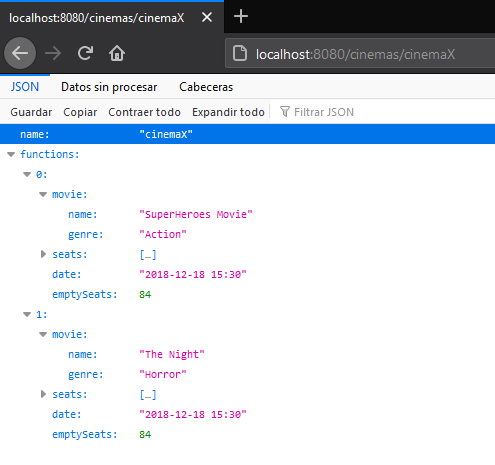 localhost:8080/cinemas/cinemaX
localhost:8080/cinemas/cinemaX
JSON Datos sin procesar Cabeceras
Guardar Copiar Contraer todo Expandir todo Filtrar JSON
name: "cinemaX"
functions:
0:
movie:
name: "SuperHeroes Movie"
genre: "Action"
seats: […]
date: "2018-12-18 15:30"
emptySeats: 84
1:
movie:
name: "The Night"
genre: "Horror"
seats: […]
date: "2018-12-18 15:30"
emptySeats: 84